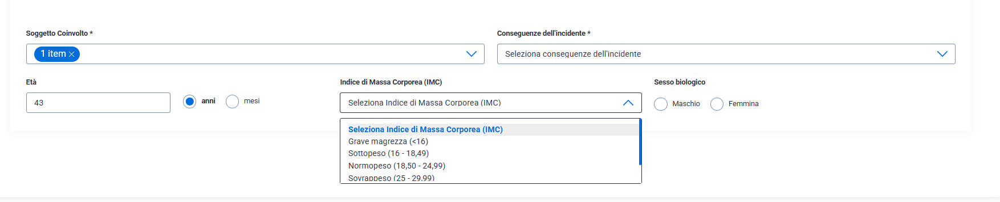 Soggetto Coinvolto *
Conseguenze dell'incidente *
1 item ×
Seleziona conseguenze dell'incidente
Età
Indice di Massa Corporea (IMC)
Sesso biologico
43
anni
mesi
Seleziona Indice di Massa Corporea (IMC)
Maschio
Femmina
Seleziona Indice di Massa Corporea (IMC)
Grave magrezza (<16)
Sottopeso (16 - 18,49)
Normopeso (18,50 - 24,99)
Sovrappeso (25 - 29,99)